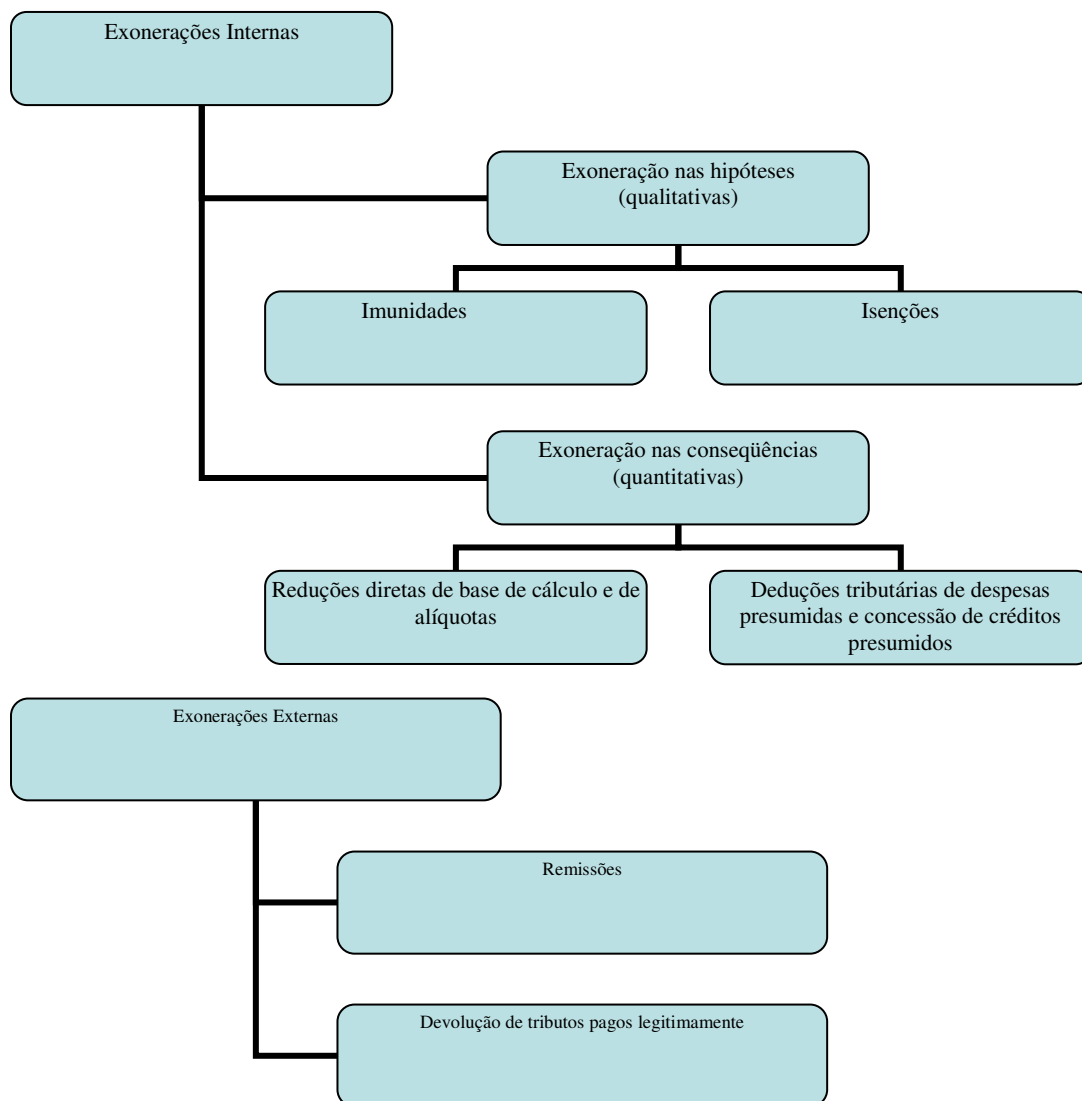 Exonerações Internas
Exoneração nas hipóteses
(qualitativas)
Imunidades
Isenções
Exoneração nas conseqüências
(quantitativas)
Reduções diretas de base de cálculo e de
alíquotas
Deduções tributárias de despesas
presumidas e concessão de créditos
presumidos
Exonerações Externas
Remissões
Devolução de tributos pagos legitimamente